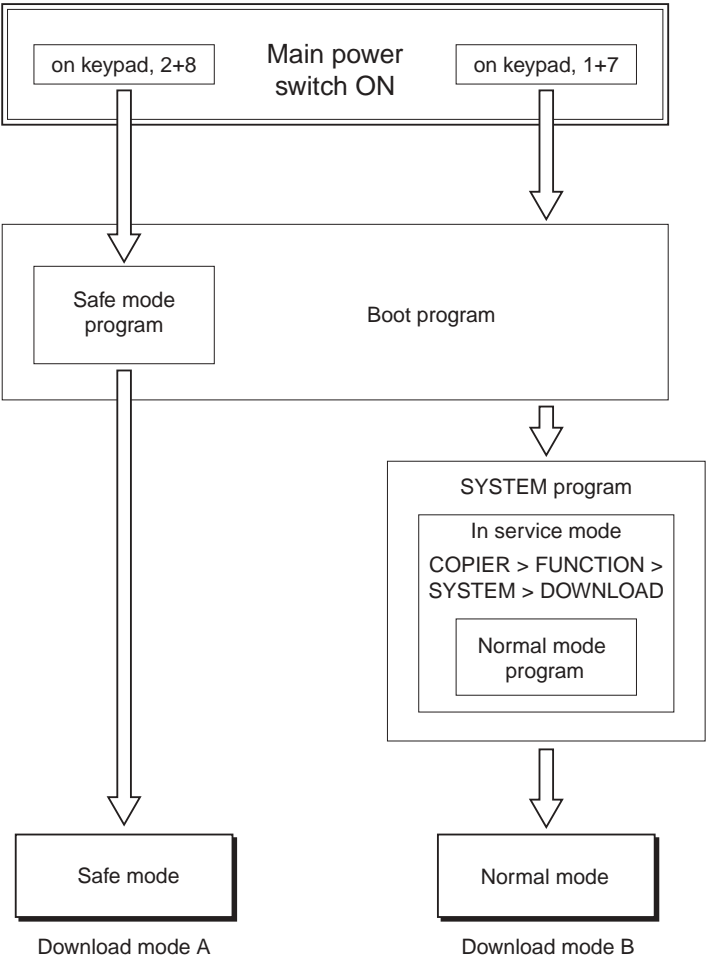 Main power
switch ON
on keypad, 2+8
on keypad, 1+7
Safe mode
program
Boot program
SYSTEM program
In service mode
COPIER > FUNCTION >
SYSTEM > DOWNLOAD
Normal mode
program
Safe mode
Normal mode
Download mode A
Download mode B